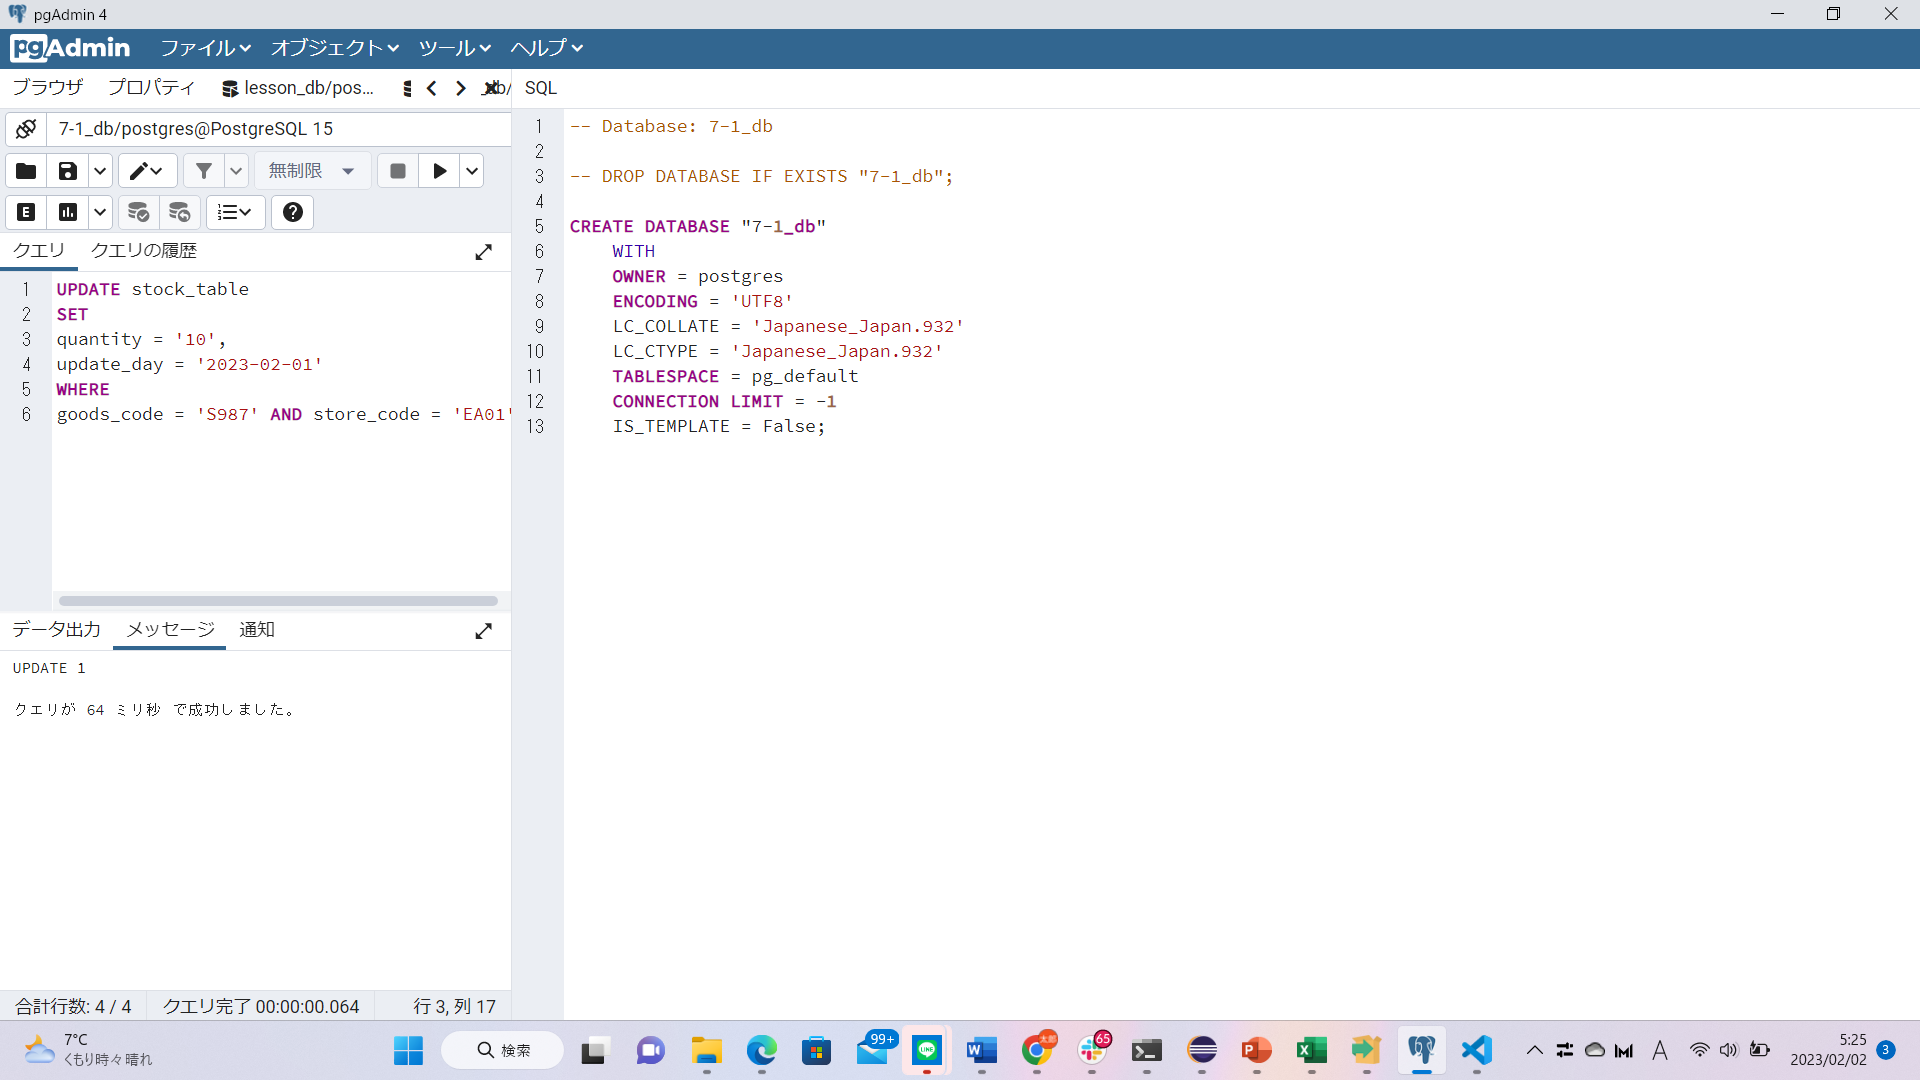 pgAdmin 4
pgAdmin ファイル オブジェクト ツール ヘルプ
ブラウザ プロパティ lesson_db/pos... _db/ SQL
7-1_db/postgres@PostgreSQL 15
無制限
E
クエリ クエリの履歴
1 UPDATE stock_table
2 SET
3 quantity = '10',
4 update_day = '2023-02-01'
5 WHERE
6 goods_code = 'S987' AND store_code = 'EA01'
データ出力 メッセージ 通知
UPDATE 1
クエリが 64 ミリ秒 で成功しました。
合計行数: 4 / 4 クエリ完了 00:00:00.064 行 3, 列 17
1 -- Database: 7-1_db
2
3 -- DROP DATABASE IF EXISTS "7-1_db";
4
5 CREATE DATABASE "7-1_db"
6 WITH
7 OWNER = postgres
8 ENCODING = 'UTF8'
9 LC_COLLATE = 'Japanese_Japan.932'
10 LC_CTYPE = 'Japanese_Japan.932'
11 TABLESPACE = pg_default
12 CONNECTION LIMIT = -1
13 IS_TEMPLATE = False;
7°C
くもり時々晴れ
検索
99+
LINE
太郎
65
A
5:25
2023/02/02
3